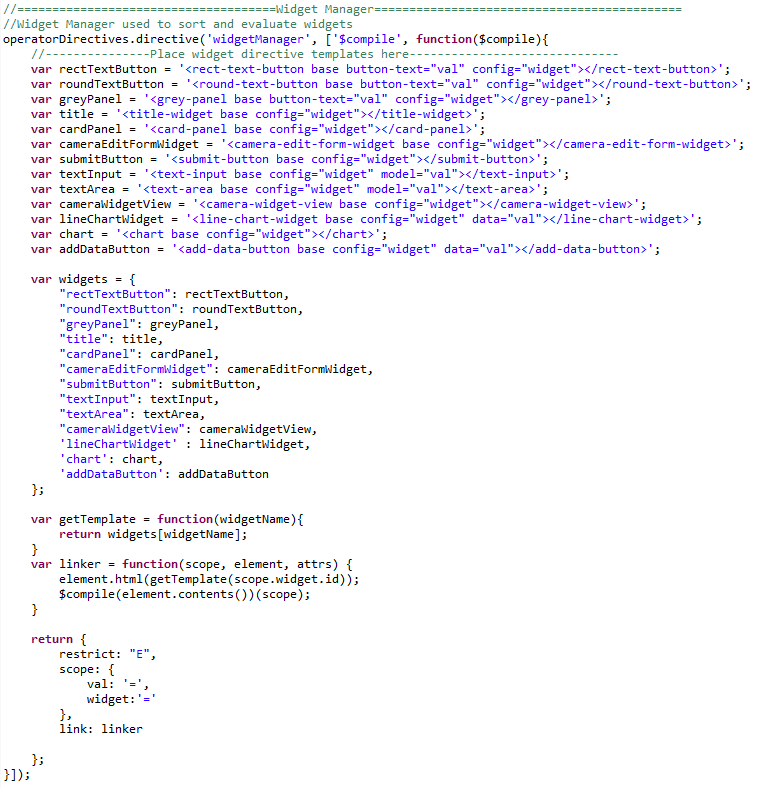 //=====================================Widget Manager============================================
//Widget Manager used to sort and evaluate widgets
operatorDirectives.directive('widgetManager', ['$compile', function($compile){
    //---------------Place widget directive templates here------------------------------
    var rectTextButton = '<rect-text-button base button-text="val" config="widget"></rect-text-button>';
    var roundTextButton = '<round-text-button base button-text="val" config="widget"></round-text-button>';
    var greyPanel = '<grey-panel base button-text="val" config="widget"></grey-panel>';
    var title = '<title-widget base config="widget"></title-widget>';
    var cardPanel = '<card-panel base config="widget"></card-panel>';
    var cameraEditFormWidget = '<camera-edit-form-widget base config="widget"></camera-edit-form-widget>';
    var submitButton = '<submit-button base config="widget"></submit-button>';
    var textInput = '<text-input base config="widget" model="val"></text-input>';
    var textArea = '<text-area base config="widget" model="val"></text-area>';
    var cameraWidgetView = '<camera-widget-view base config="widget"></camera-widget-view>';
    var lineChartWidget = '<line-chart-widget base config="widget" data="val"></line-chart-widget>';
    var chart = '<chart base config="widget"></chart>';
    var addDataButton = '<add-data-button base config="widget" data="val"></add-data-button>';

    var widgets = {
        "rectTextButton": rectTextButton,
        "roundTextButton": roundTextButton,
        "greyPanel": greyPanel,
        "title": title,
        "cardPanel": cardPanel,
        "cameraEditFormWidget": cameraEditFormWidget,
        "submitButton": submitButton,
        "textInput": textInput,
        "textArea": textArea,
        "cameraWidgetView": cameraWidgetView,
        'lineChartWidget' : lineChartWidget,
        'chart': chart,
        'addDataButton': addDataButton
    };

    var getTemplate = function(widgetName){
        return widgets[widgetName];
    }
    var linker = function(scope, element, attrs) {
        element.html(getTemplate(scope.widget.id));
        $compile(element.contents())(scope);
    }

    return {
        restrict: "E",
        scope: {
            val: '=',
            widget:'='
        },
        link: linker

    };
}]);